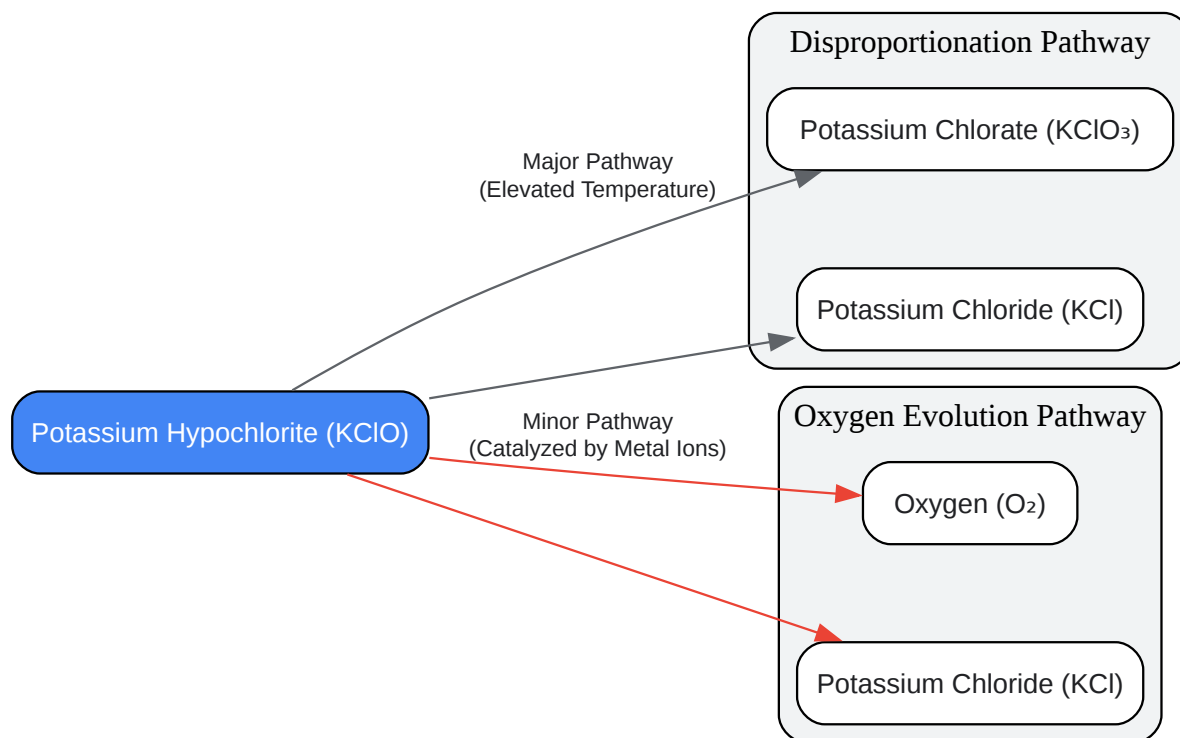 Disproportionation Pathway
Potassium Chlorate (KClO₃)
Major Pathway
(Elevated Temperature)
Potassium Chloride (KCl)
Potassium Hypochlorite (KClO)
Minor Pathway
(Catalyzed by Metal Ions)
Oxygen Evolution Pathway
Oxygen (O₂)
Potassium Chloride (KCl)